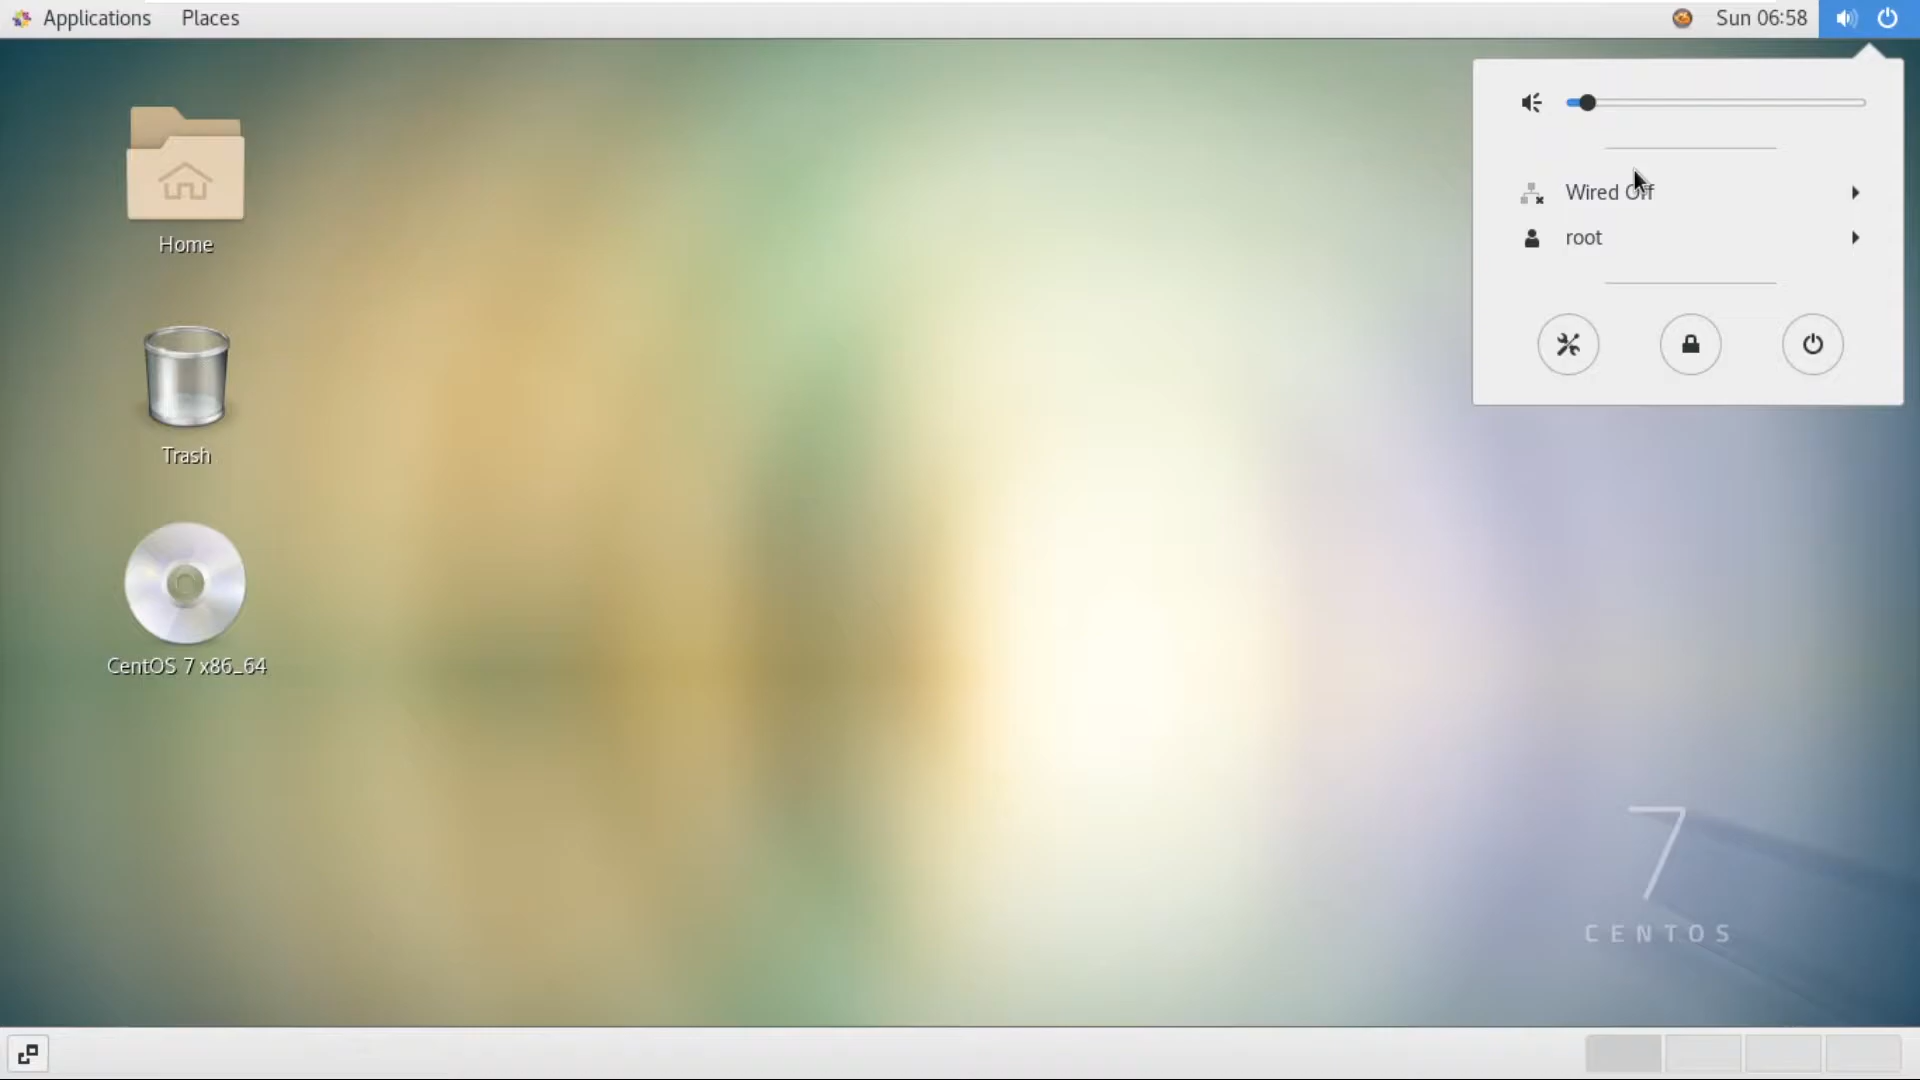 Applications Places Sun 06:58
Wired Off
root
Home
Trash
CentOS 7 x86_64
7
CENTOS